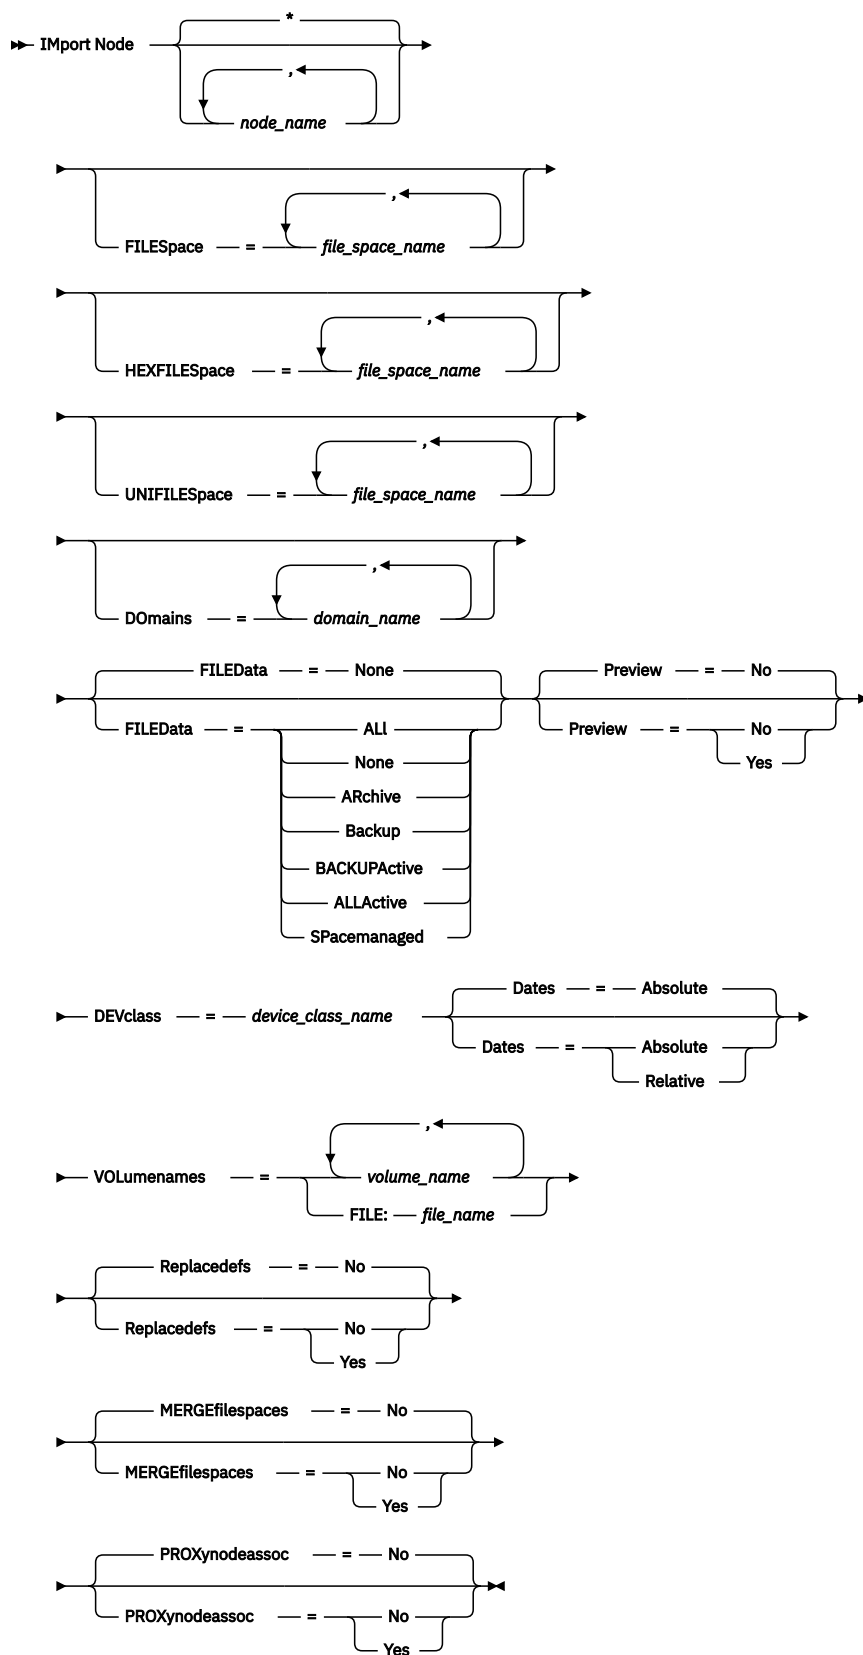 *
IMport Node
,
node_name
,
FILESpace = file_space_name
,
HEXFILESpace = file_space_name
,
UNIFILESpace = file_space_name
,
DOmains = domain_name
FILEData = None Preview = No
FILEData = ALl Preview = No
None Yes
ARchive
Backup
BACKUPActive
ALLActive
SPacemanaged
Dates = Absolute
DEVclass = device_class_name
Dates = Absolute
Relative
,
VOLumenames = volume_name
FILE: file_name
Replacedefs = No
Replacedefs = No
Yes
MERGEfilespaces = No
MERGEfilespaces = No
Yes
PROXynodeassoc = No
PROXynodeassoc = No
Yes